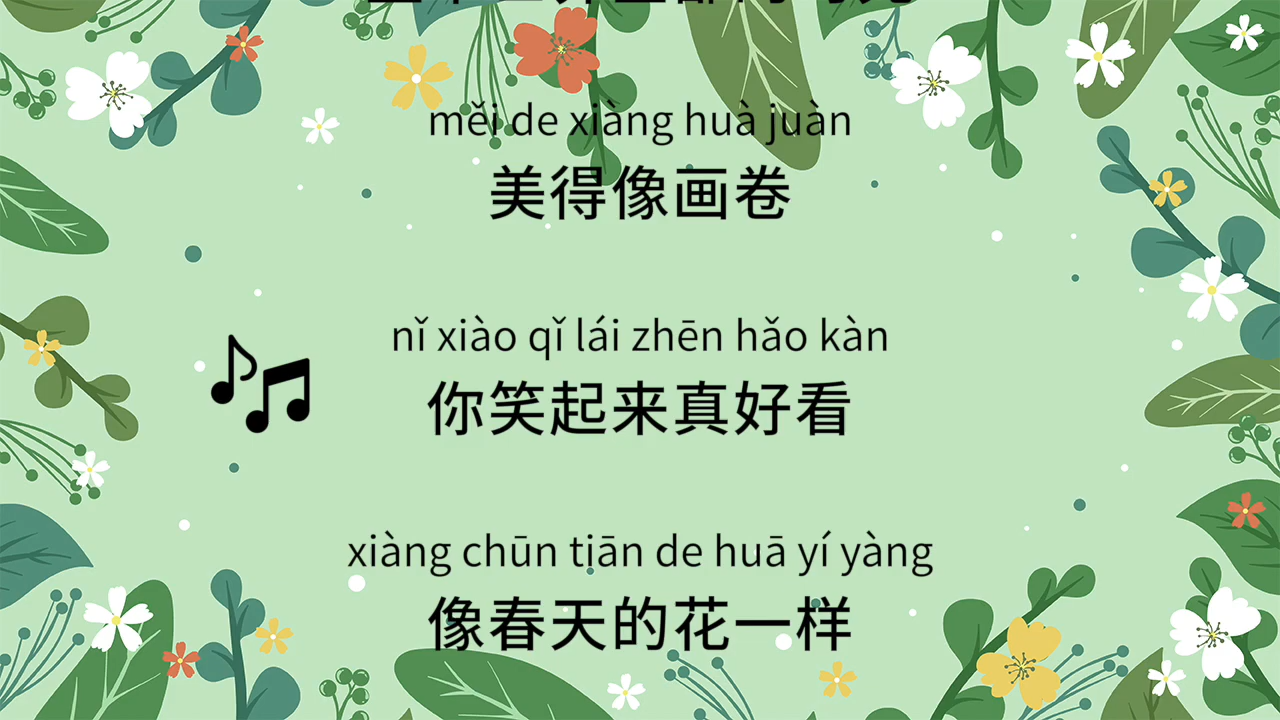 měi de xiàng huà juàn
美得像画卷
nǐ xiào qǐ lái zhēn hǎo kàn
你笑起来真好看
xiàng chūn tiān de huā yí yàng
像春天的花一样